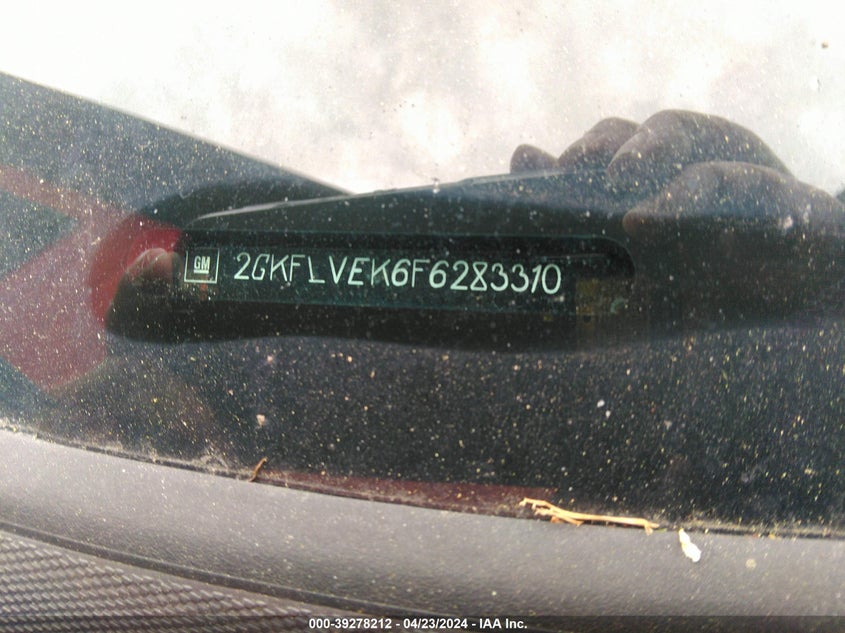 GM 2GKFLVEK6F6283310
000-39278212 - 04/23/2024 - IAA Inc.